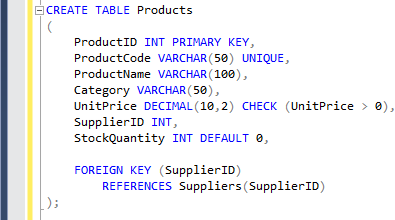 CREATE TABLE Products
(
    ProductID INT PRIMARY KEY,
    ProductCode VARCHAR(50) UNIQUE,
    ProductName VARCHAR(100),
    Category VARCHAR(50),
    UnitPrice DECIMAL(10,2) CHECK (UnitPrice > 0),
    SupplierID INT,
    StockQuantity INT DEFAULT 0,

    FOREIGN KEY (SupplierID)
        REFERENCES Suppliers(SupplierID)
);